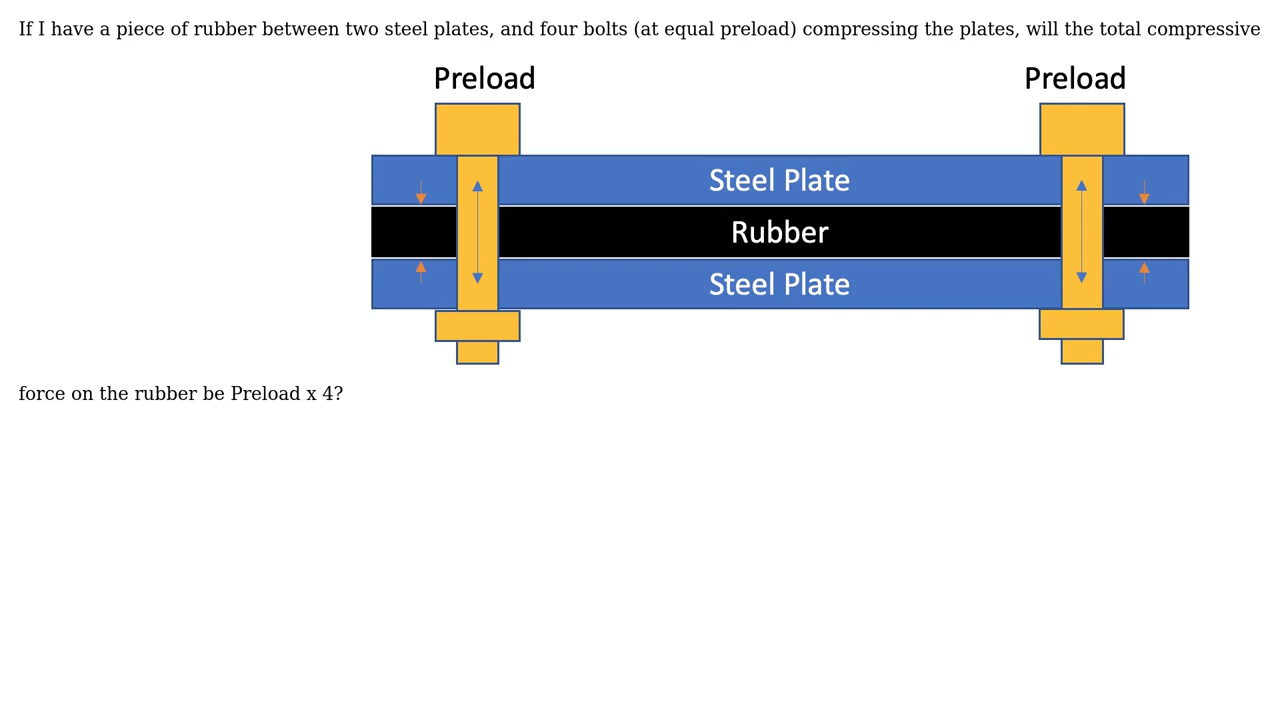 If I have a piece of rubber between two steel plates, and four bolts (at equal preload) compressing the plates, will the total compressive
Preload Preload
Steel Plate
Rubber
Steel Plate
force on the rubber be Preload x 4?